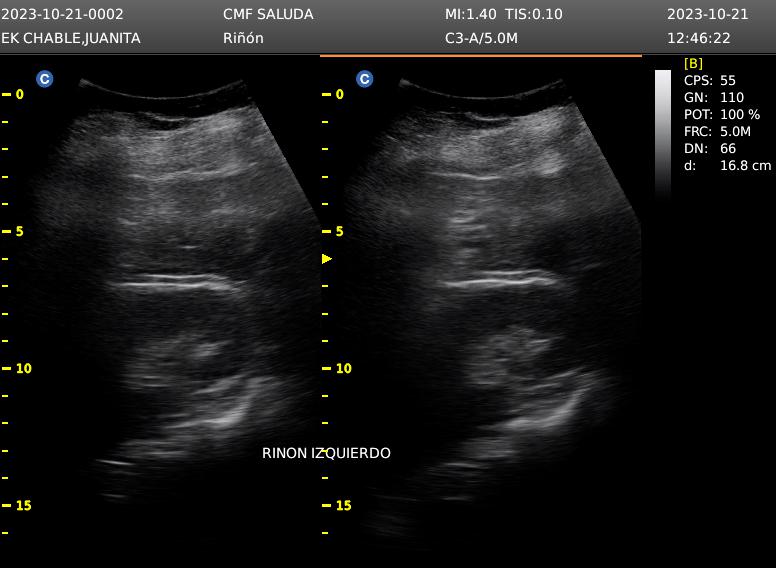 2023-10-21-0002 CMF SALUDA MI:1.40 TIS:0.10 2023-10-21
EK CHABLE,JUANITA Riñón C3-A/5.0M 12:46:22
[B]
CPS: 55
GN: 110
POT: 100 %
FRC: 5.0M
DN: 66
d: 16.8 cm
C C
0 0
5 5
10 10
RINON IZQUIERDO
15 15